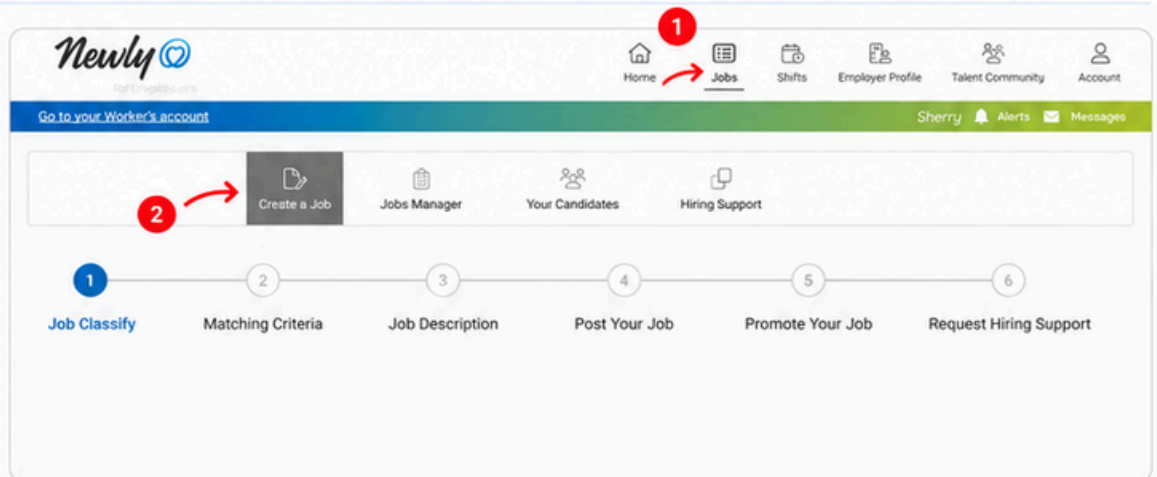 1
Newly
Home Jobs Shifts Employer Profile Talent Community Account
Go to your Worker's account Sherry Alerts Messages
2 Create a Job Jobs Manager Your Candidates Hiring Support
1 2 3 4 5 6
Job Classify Matching Criteria Job Description Post Your Job Promote Your Job Request Hiring Support